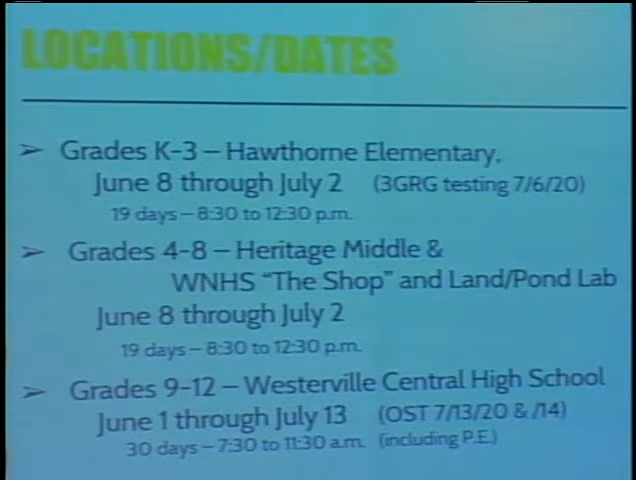 LOCATIONS/DATES
➢ Grades K-3 – Hawthorne Elementary,
June 8 through July 2 (3GRG testing 7/6/20)
19 days – 8:30 to 12:30 p.m.
➢ Grades 4-8 – Heritage Middle &
WNHS "The Shop" and Land/Pond Lab
June 8 through July 2
19 days – 8:30 to 12:30 p.m.
➢ Grades 9-12 – Westerville Central High School
June 1 through July 13 (OST 7/13/20 & /14)
30 days – 7:30 to 11:30 a.m. (including P.E.)